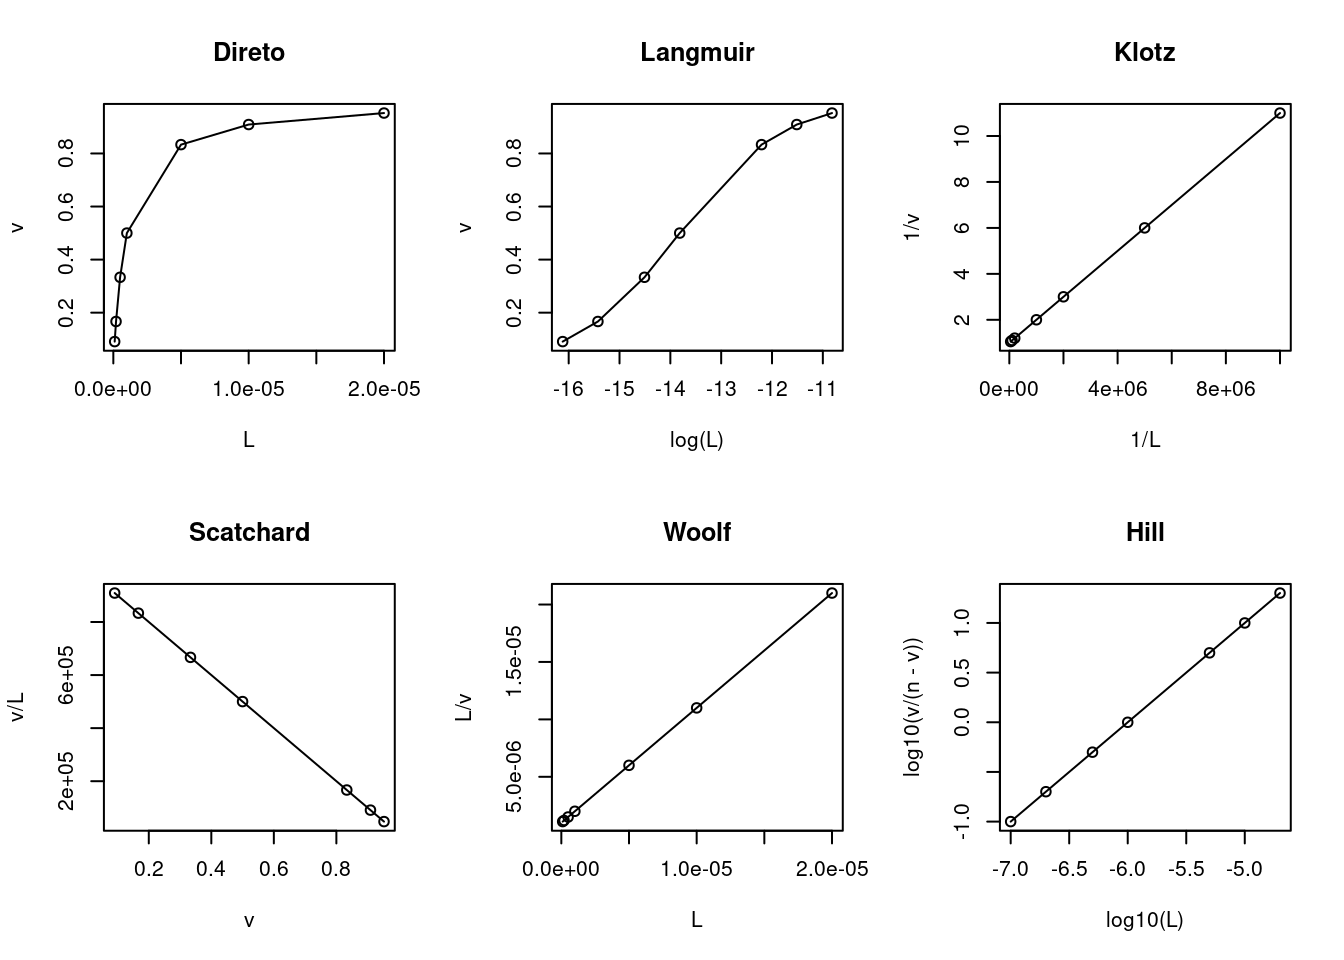 Direto
v
0.2 0.4 0.6 0.8
0.0e+00 1.0e-05 2.0e-05
L
Langmuir
v
0.2 0.4 0.6 0.8
-16 -15 -14 -13 -12 -11
log(L)
Klotz
1/v
2 4 6 8 10
0e+00 4e+06 8e+06
1/L
Scatchard
v/L
2e+05 6e+05
0.2 0.4 0.6 0.8
v
Woolf
L/v
5.0e-06 1.5e-05
0.0e+00 1.0e-05 2.0e-05
L
Hill
log10(v/(n - v))
-1.0 0.0 0.5 1.0
-7.0 -6.5 -6.0 -5.5 -5.0
log10(L)